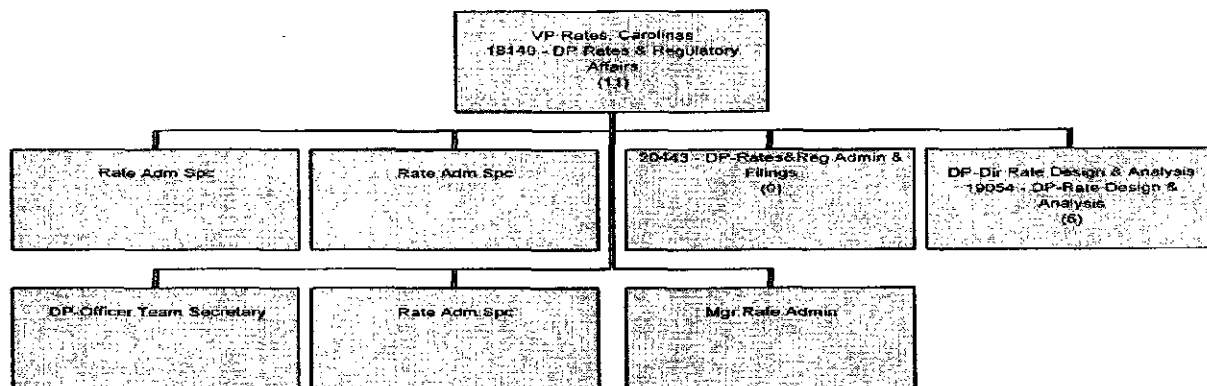 VP Rates, Carolinas
18140 - DP Rates & Regulatory
Affairs
(11)
Rate Adm Spc
Rate Adm Spc
20443 - DP-Rates&Reg Admin &
Filings
(0)
DP-Dir Rate Design & Analysis
19054 - DP-Rate Design &
Analysis
(6)
DP-Officer Team Secretary
Rate Adm Spc
Mgr Rate Admin